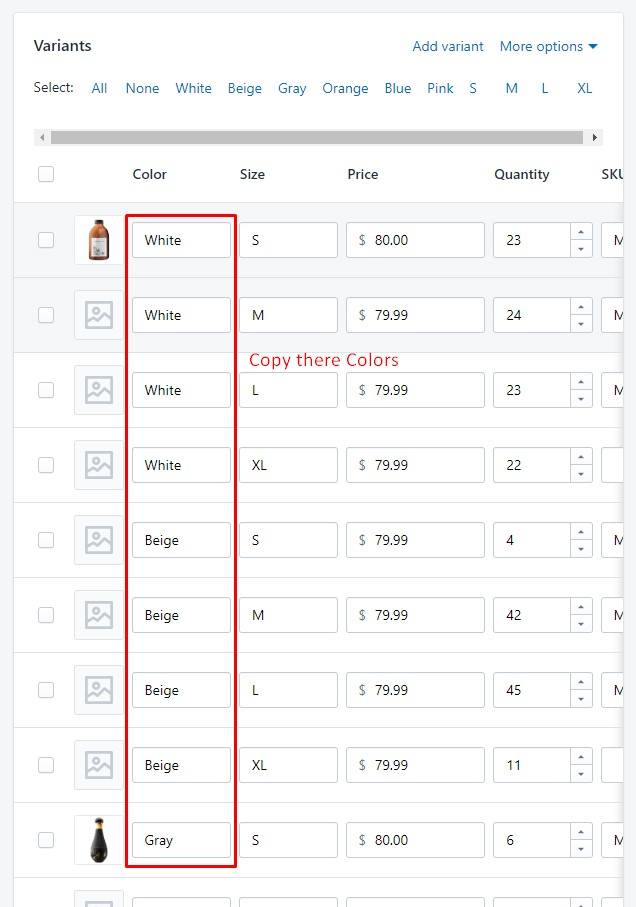 Variants Add variant More options
Select: All None White Beige Gray Orange Blue Pink S M L XL
Color Size Price Quantity SKU
White S $ 80.00 23 M
White M $ 79.99 24 M
Copy there Colors
White L $ 79.99 23 M
White XL $ 79.99 22
Beige S $ 79.99 4 M
Beige M $ 79.99 42 M
Beige L $ 79.99 45 M
Beige XL $ 79.99 11
Gray S $ 80.00 6 M